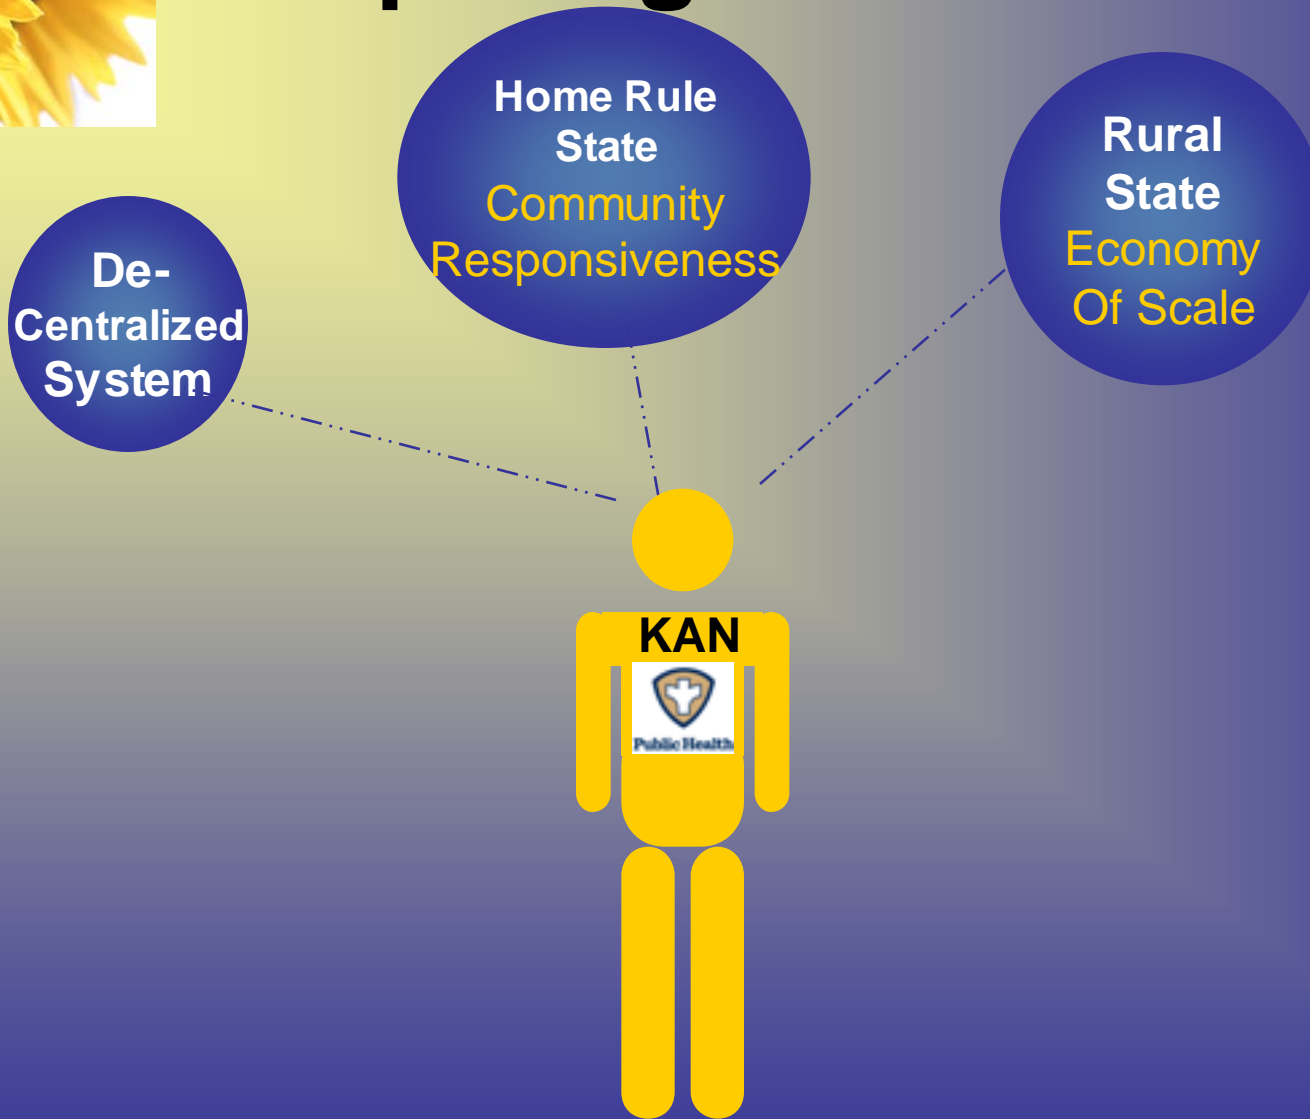 Home Rule
State
Community
Responsiveness
Rural
State
Economy
Of Scale
De-
Centralized
System
KAN
Public Health